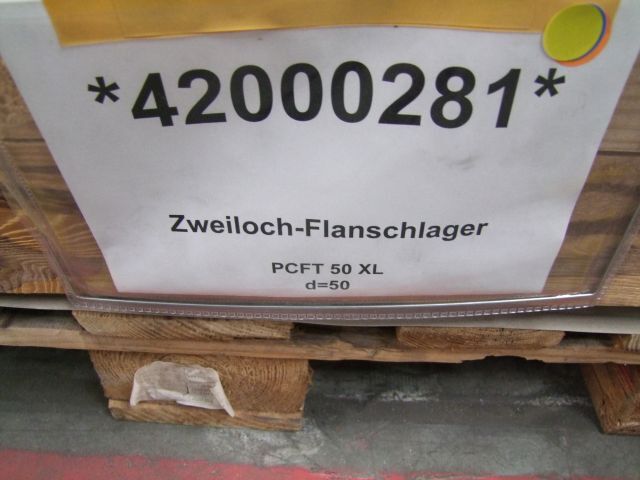 *42000281*
Zweiloch-Flanschlager
PCFT 50 XL
d=50